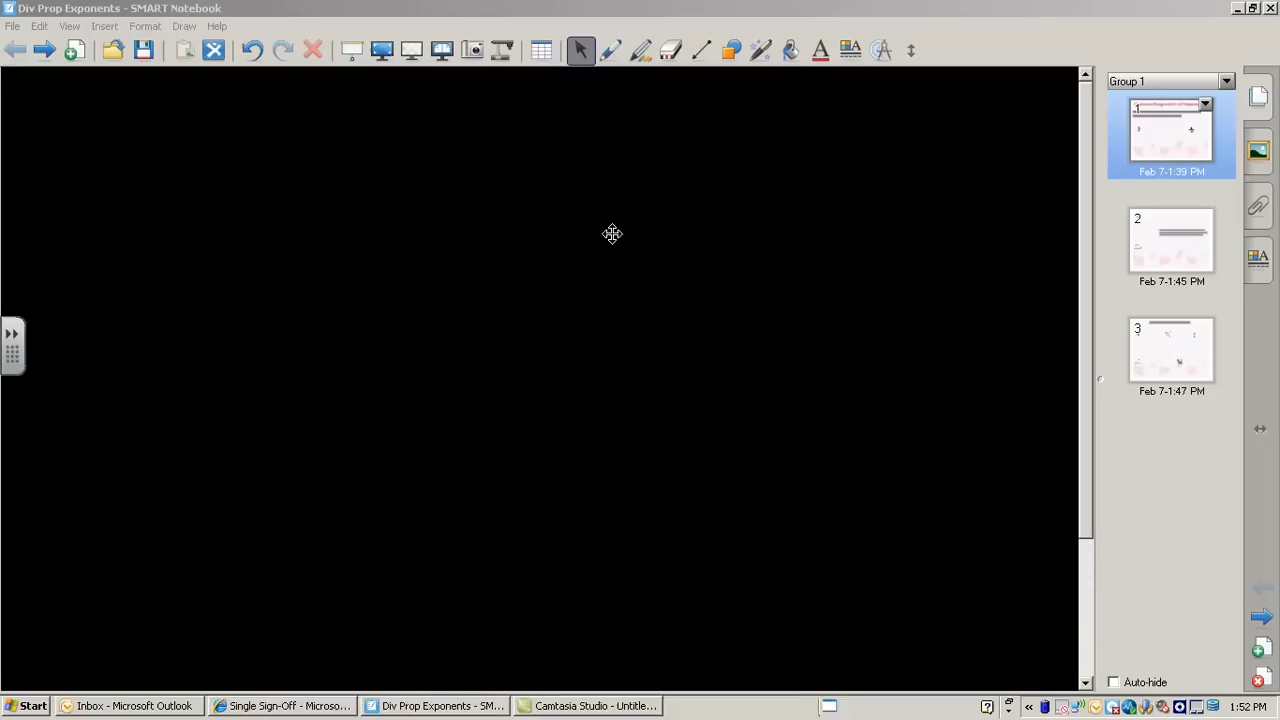 Div Prop Exponents - SMART Notebook
File Edit View Insert Format Draw Help
Group 1
1
Feb 7-1:39 PM
2
Feb 7-1:45 PM
3
Feb 7-1:47 PM
Auto-hide
Start Inbox - Microsoft Outlook Single Sign-Off - Microso... Div Prop Exponents - SM... Camtasia Studio - Untitle... 1:52 PM